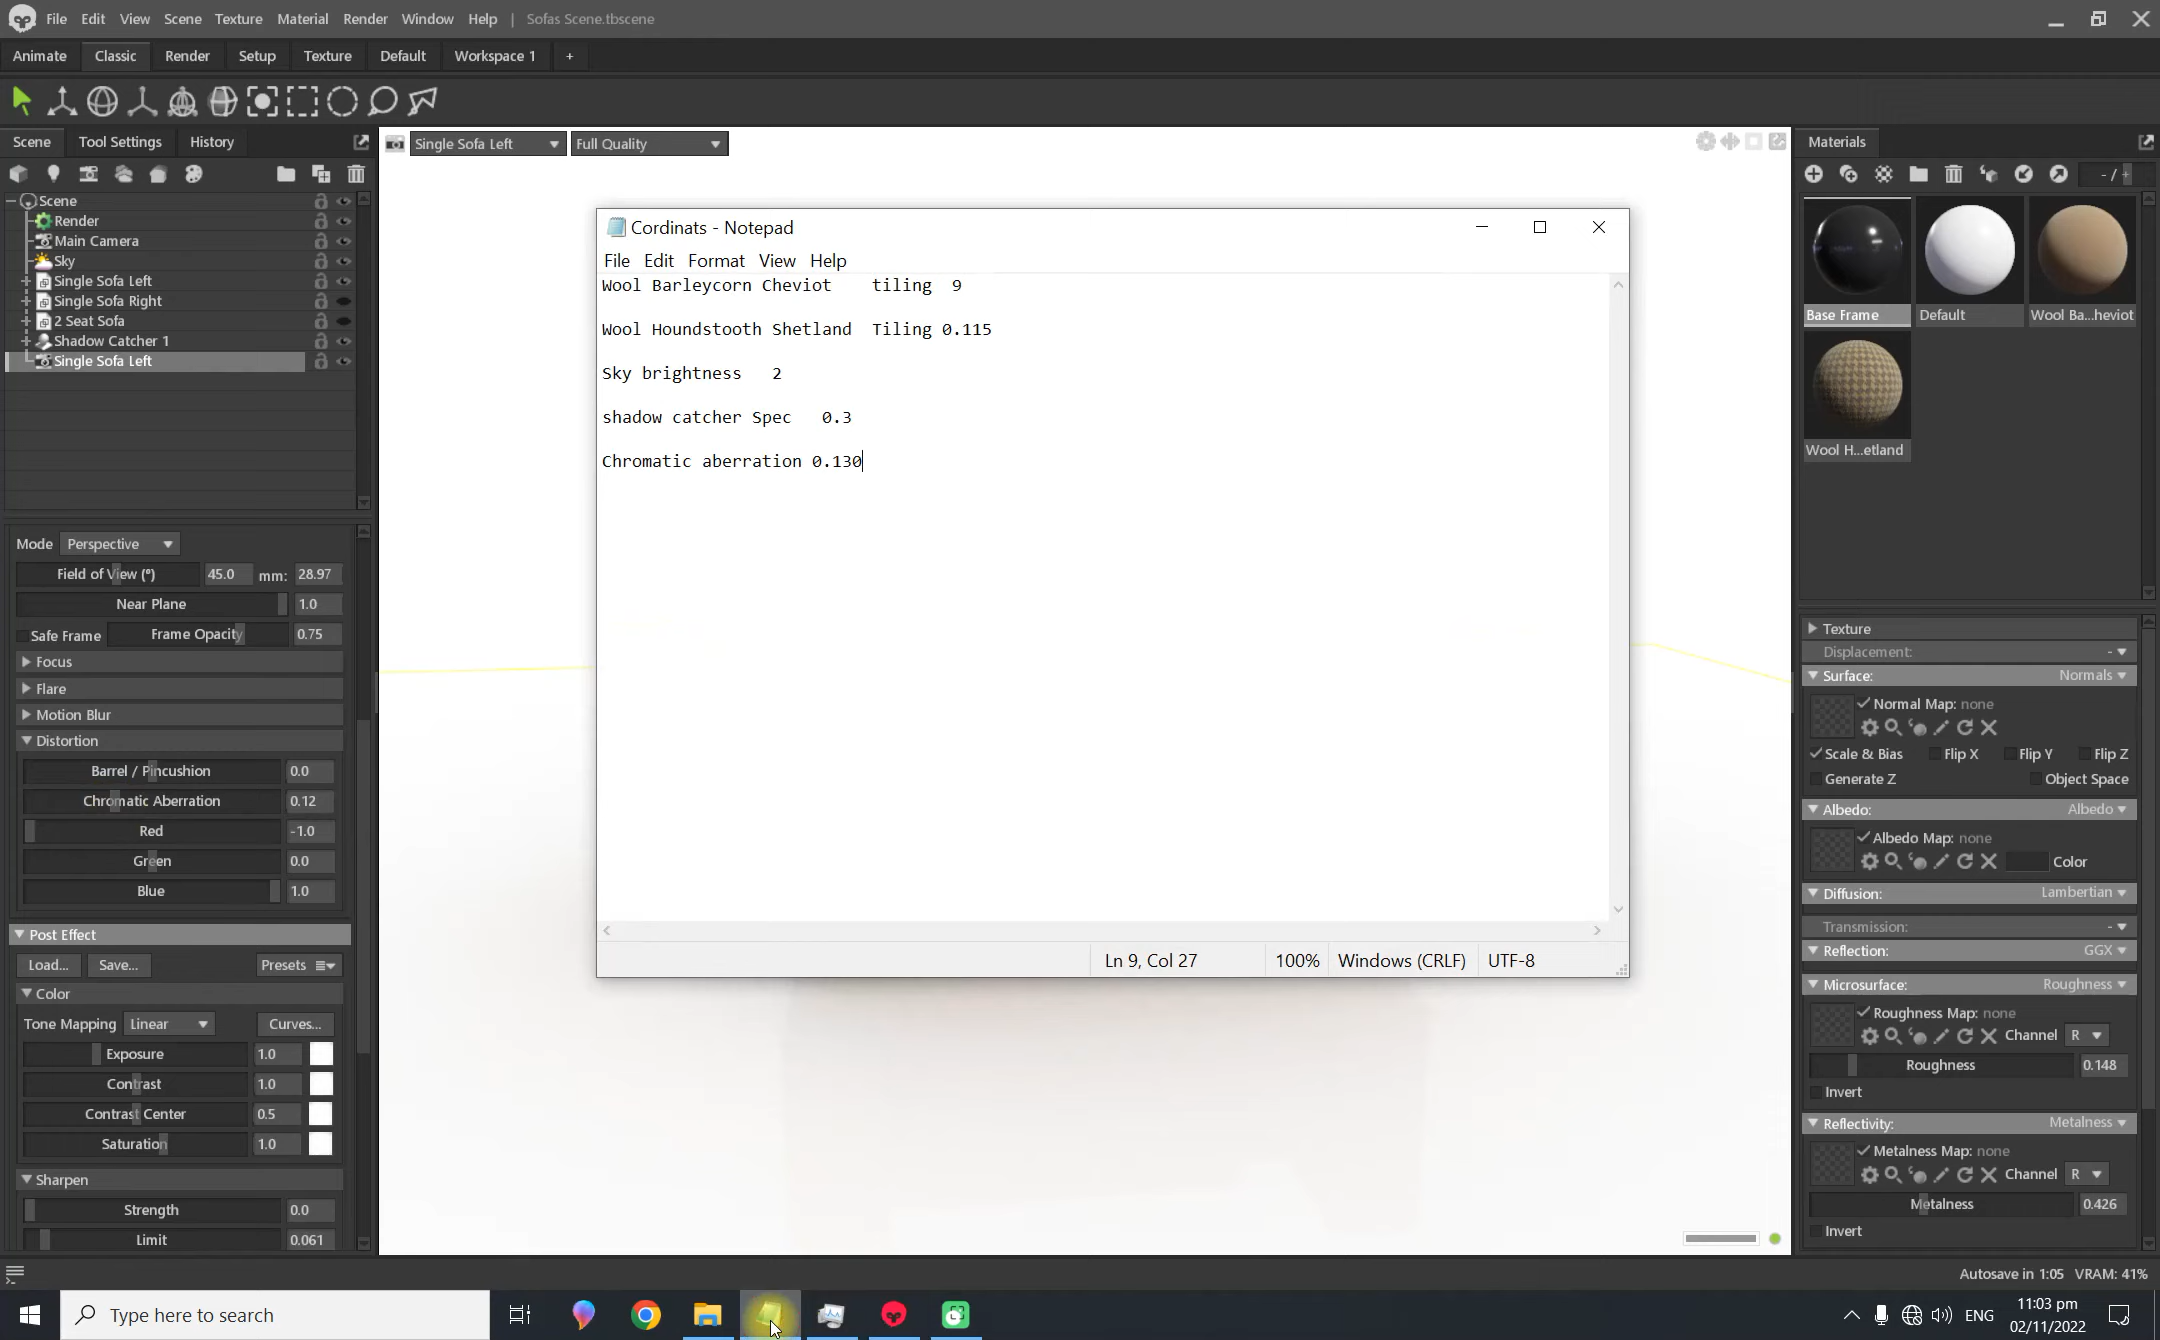 File Edit View Scene Texture Material Render Window Help | Sofas Scene.tbscene
Animate Classic Render Setup Texture Default Workspace 1 +
Scene Tool Settings History
Single Sofa Left Full Quality
Materials
- / +
Scene
Render
Main Camera
Sky
Single Sofa Left
Single Sofa Right
2 Seat Sofa
Shadow Catcher 1
Single Sofa Left
Mode Perspective
Field of View (°) 45.0 mm: 28.97
Near Plane 1.0
Safe Frame Frame Opacity 0.75
Focus
Flare
Motion Blur
Distortion
Barrel / Pincushion 0.0
Chromatic Aberration 0.12
Red -1.0
Green 0.0
Blue 1.0
Post Effect
Load... Save... Presets
Color
Tone Mapping Linear Curves...
Exposure 1.0
Contrast 1.0
Contrast Center 0.5
Saturation 1.0
Sharpen
Strength 0.0
Limit 0.061
Cordinats - Notepad
File Edit Format View Help
Wool Barleycorn Cheviot tiling 9
Wool Houndstooth Shetland Tiling 0.115
Sky brightness 2
shadow catcher Spec 0.3
Chromatic aberration 0.130
Ln 9, Col 27 100% Windows (CRLF) UTF-8
Base Frame Default Wool Ba...heviot
Wool H...etland
Texture
Displacement: -
Surface: Normals
Normal Map: none
Scale & Bias Flip X Flip Y Flip Z
Generate Z Object Space
Albedo: Albedo
Albedo Map: none
Color
Diffusion: Lambertian
Transmission: -
Reflection: GGX
Microsurface: Roughness
Roughness Map: none
Channel R
Roughness 0.148
Invert
Reflectivity: Metalness
Metalness Map: none
Channel R
Metalness 0.426
Invert
Autosave in 1:05 VRAM: 41%
Type here to search
ENG
11:03 pm
02/11/2022